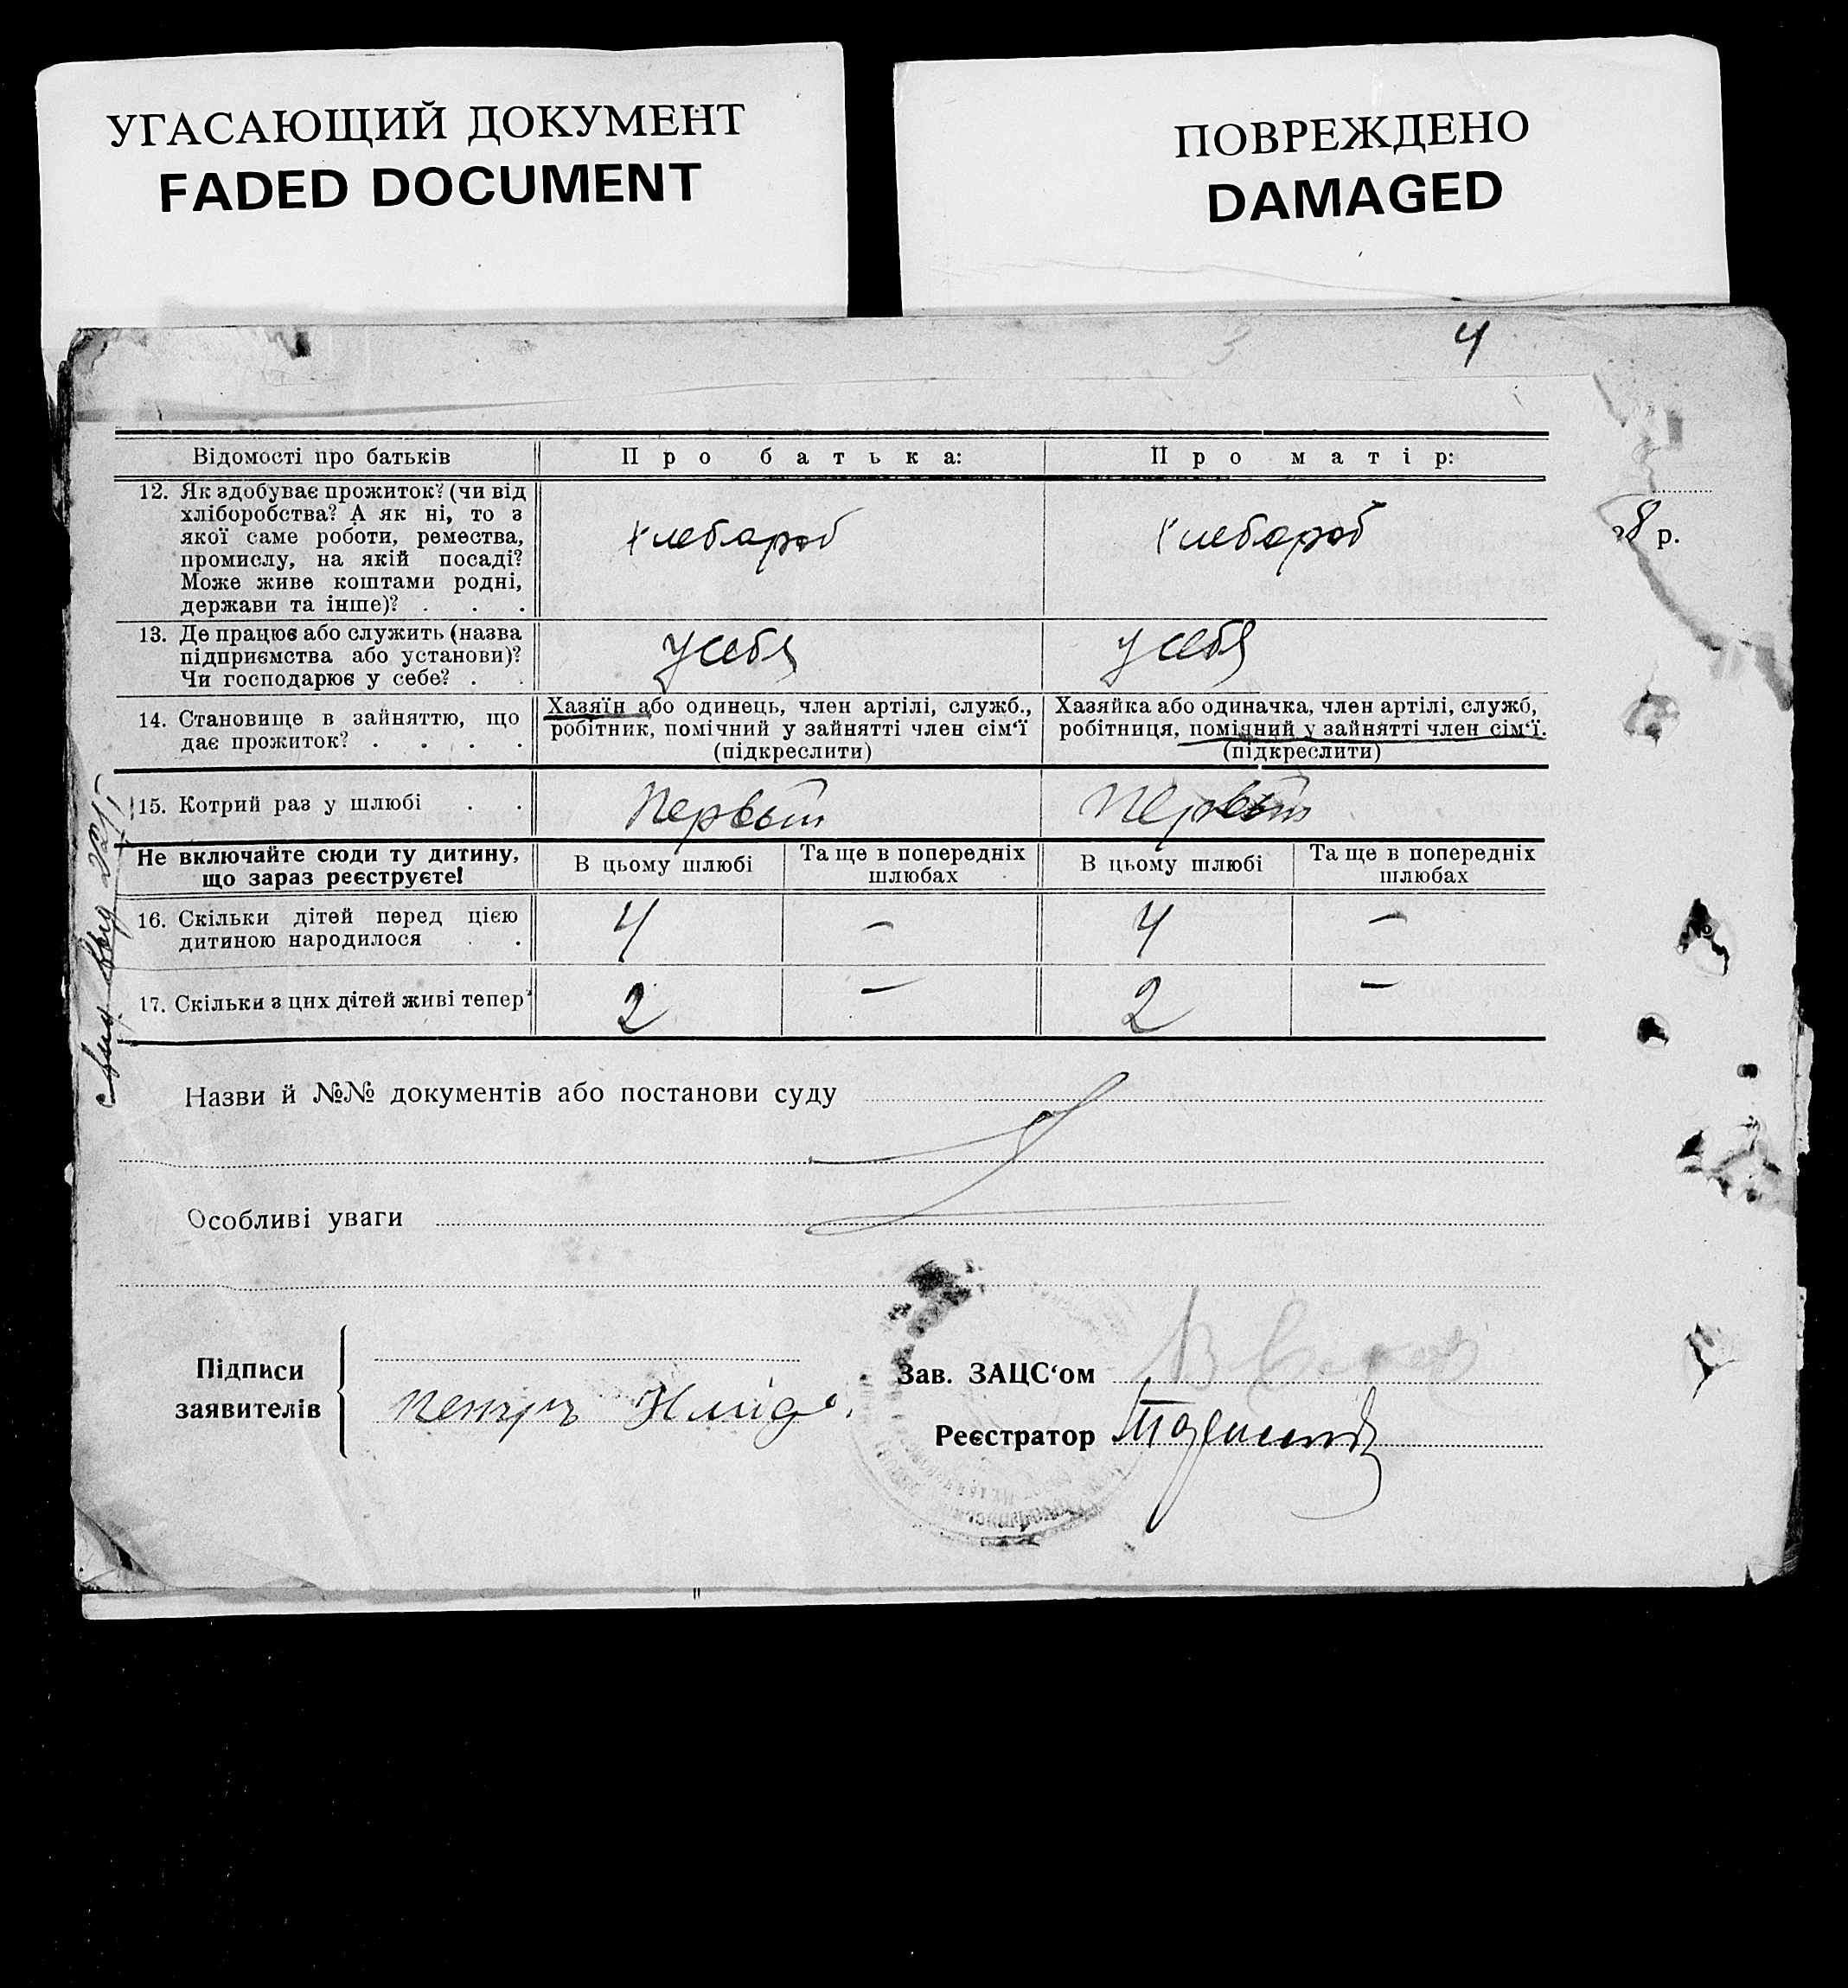 УГАСАЮЩИЙ ДОКУМЕНТ
FADED DOCUMENT
ПОВРЕЖДЕНО
DAMAGED
3
4
Відомості про батьків
Про батька:
Про матір:
12. Як здобуває прожиток? (чи від
хліборобства? А як ні, то з
якої саме роботи, ремества,
промислу, на якій посаді?
Може живе коштами родні,
держави та інше)? . . .
хлебароб
хлебароб
8 р.
13. Де працює або служить (назва
підприємства або установи)?
Чи господарює у себе? . .
у себя
у себя
14. Становище в зайняттю, що
дає прожиток? . . . .
Хазяїн або одинець, член артілі, служб.,
робітник, помічний у зайнятті член сім‘ї
(підкреслити)
Хазяйка або одиначка, член артілі, служб,
робітниця, помічний у зайнятті член сім‘ї.
(підкреслити)
15. Котрий раз у шлюбі . .
Первый
Первый
Не включайте сюди ту дитину,
що зараз реєструєте!
В цьому шлюбі
Та ще в попередніх
шлюбах
В цьому шлюбі
Та ще в попередніх
шлюбах
16. Скільки дітей перед цією
дитиною народилося . .
4
—
4
—
17. Скільки з цих дітей живі тепер
2
—
2
—
Назви й №№ документів або постанови суду
Особливі уваги
Підписи
заявителів
Петръ
Зав. ЗАЦС‘ом
Реєстратор